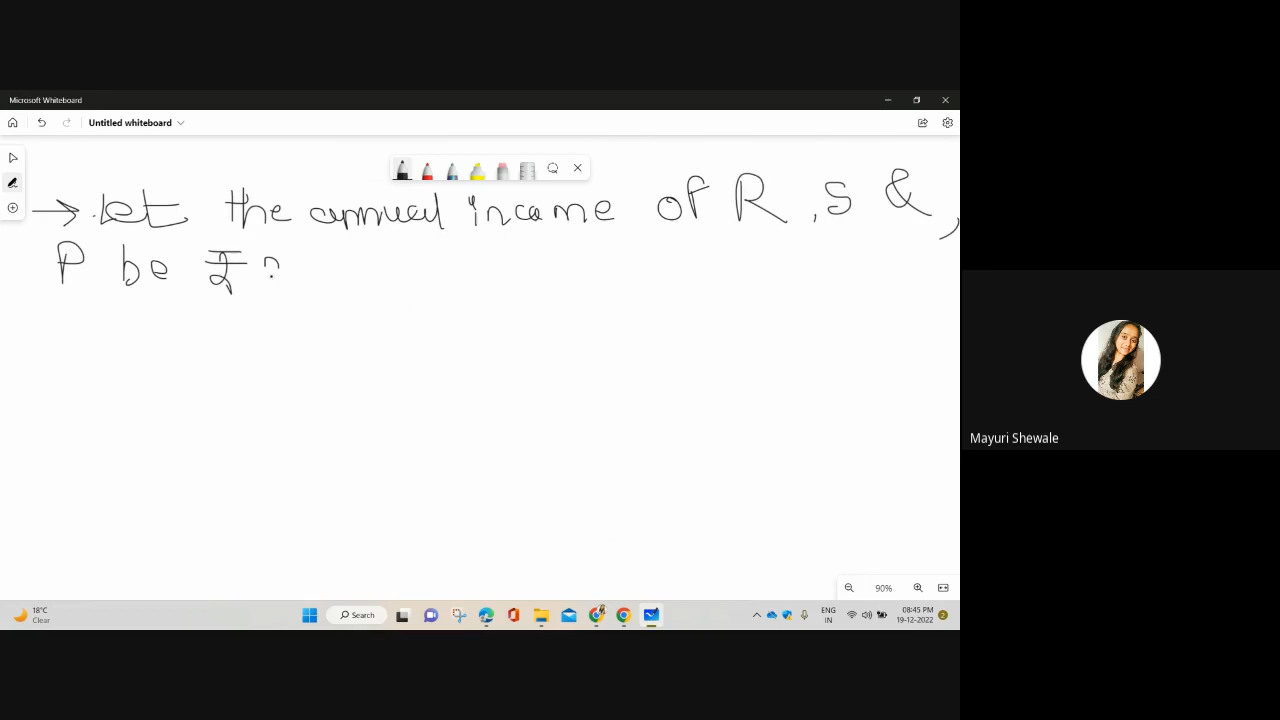 Microsoft Whiteboard
Untitled whiteboard
→ Let the annual income of R, S &
P be ₹ ?
Mayuri Shewale
90%
18°C
Clear
Search
ENG
IN
08:45 PM
19-12-2022
2